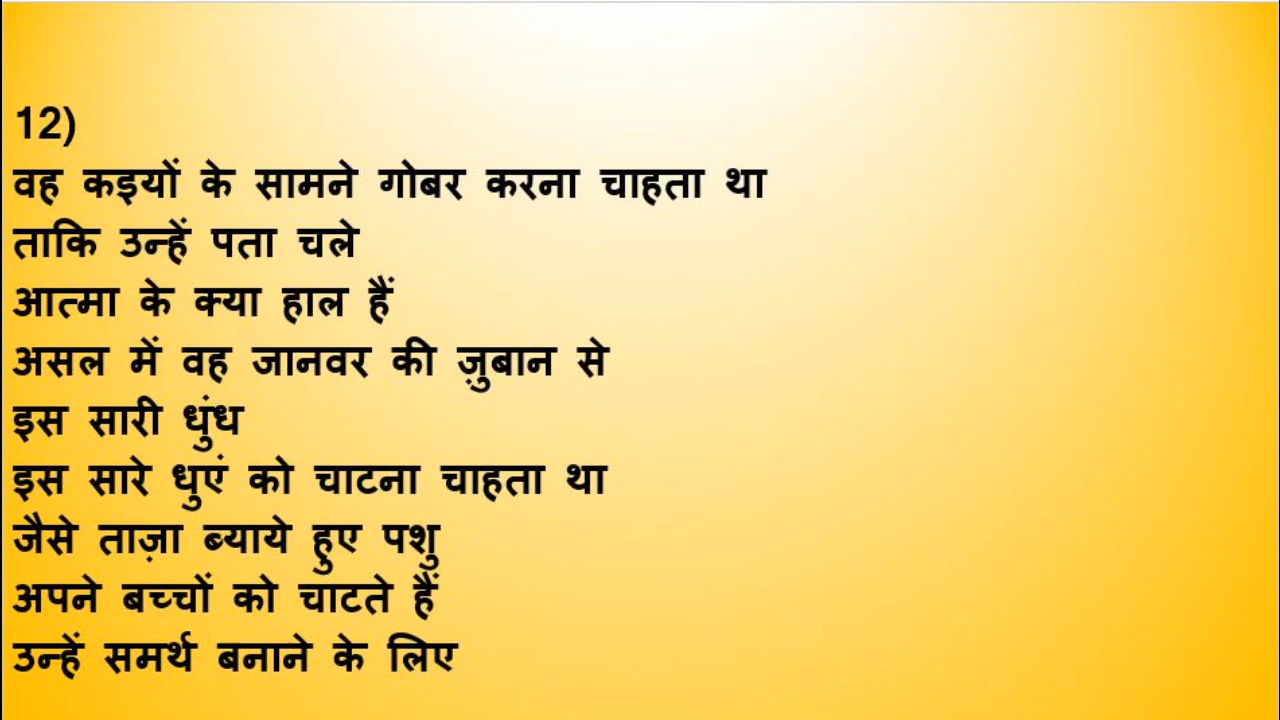 12)
वह कइयों के सामने गोबर करना चाहता था
ताकि उन्हें पता चले
आत्मा के क्या हाल हैं
असल में वह जानवर की ज़ुबान से
इस सारी धुंध
इस सारे धुएं को चाटना चाहता था
जैसे ताज़ा ब्याये हुए पशु
अपने बच्चों को चाटते हैं
उन्हें समर्थ बनाने के लिए